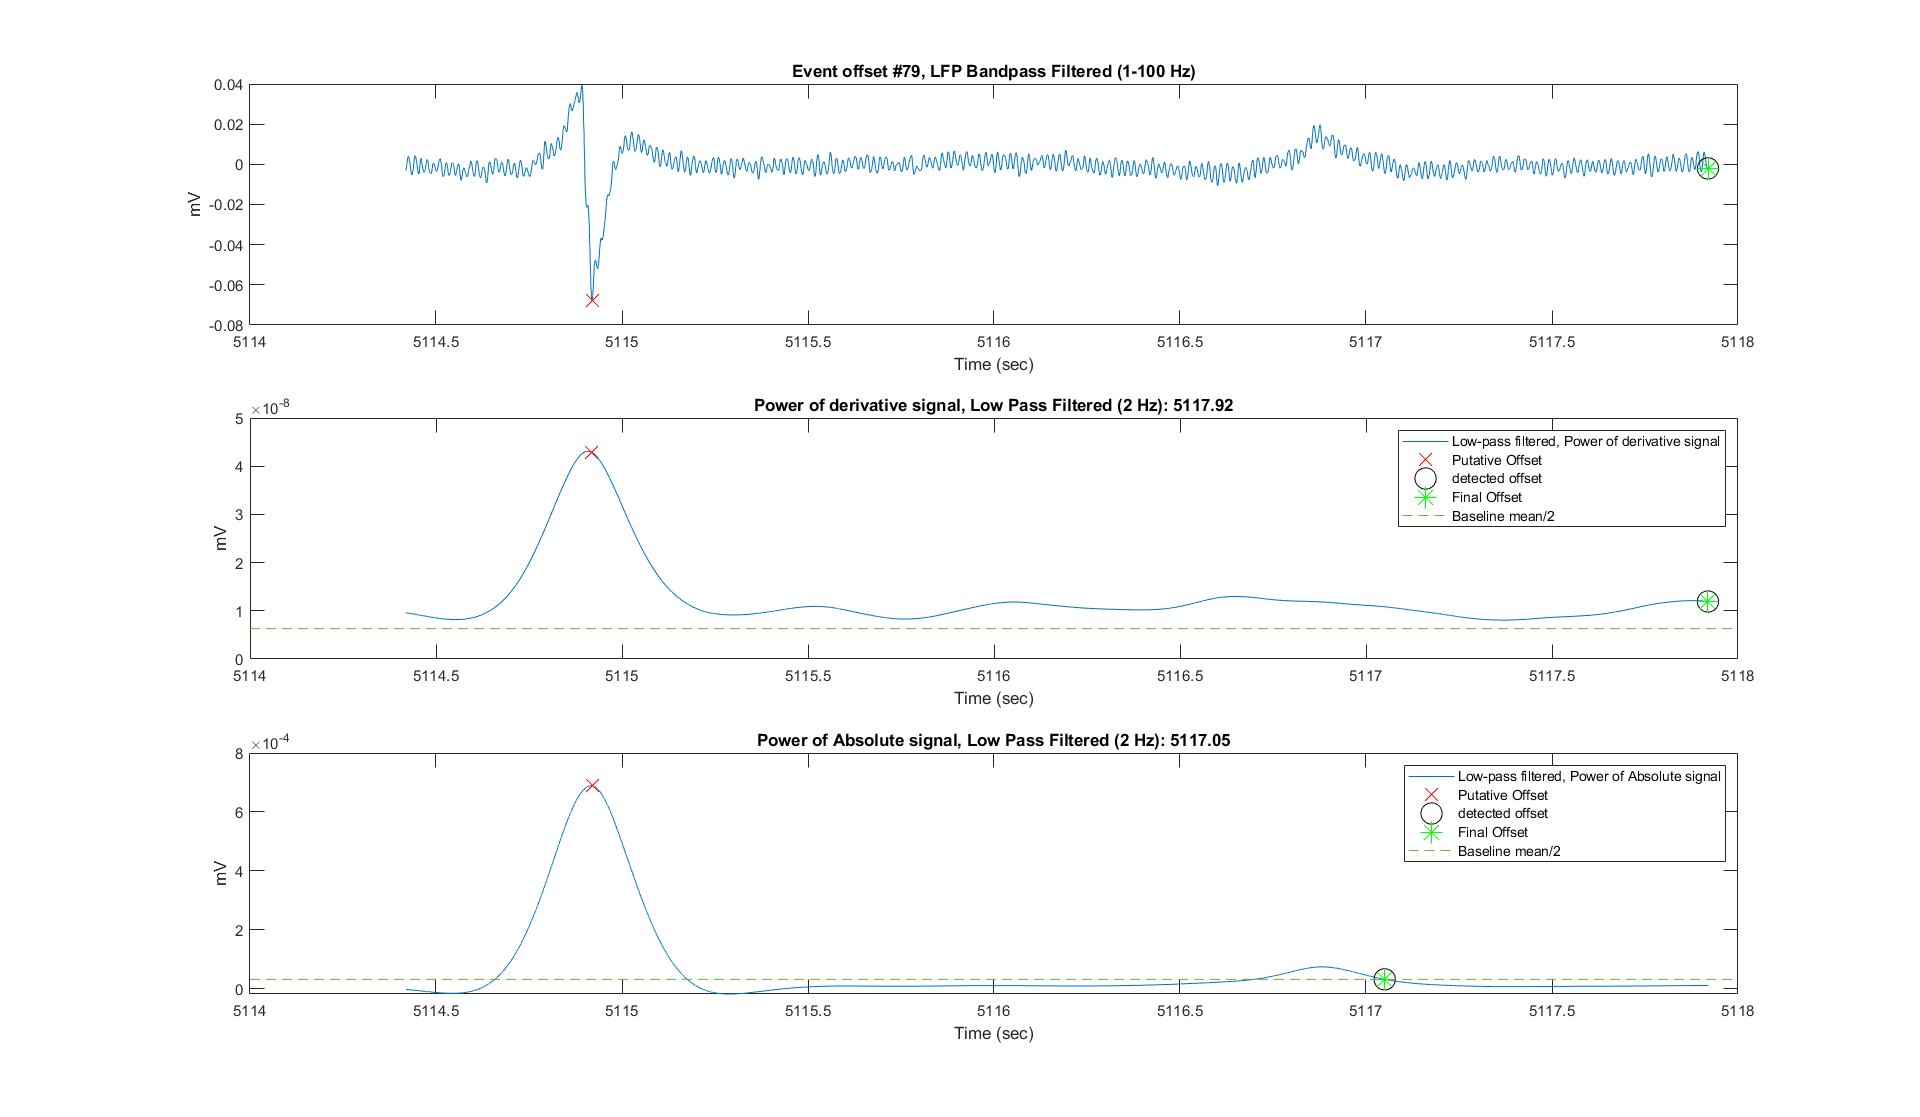 Event offset #79, LFP Bandpass Filtered (1-100 Hz)
0.04
0.02
0
-0.02
-0.04
-0.06
-0.08
mV
5114 5114.5 5115 5115.5 5116 5116.5 5117 5117.5 5118
Time (sec)
Power of derivative signal, Low Pass Filtered (2 Hz): 5117.92
×10-8
5
4
3
2
1
0
mV
Low-pass filtered, Power of derivative signal
Putative Offset
detected offset
Final Offset
Baseline mean/2
5114 5114.5 5115 5115.5 5116 5116.5 5117 5117.5 5118
Time (sec)
Power of Absolute signal, Low Pass Filtered (2 Hz): 5117.05
×10-4
8
6
4
2
0
mV
Low-pass filtered, Power of Absolute signal
Putative Offset
detected offset
Final Offset
Baseline mean/2
5114 5114.5 5115 5115.5 5116 5116.5 5117 5117.5 5118
Time (sec)